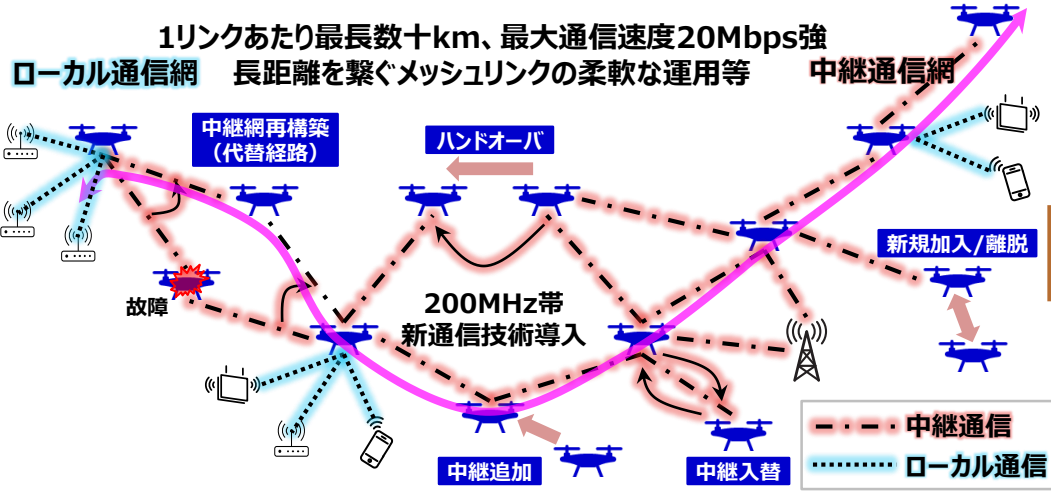 1リンクあたり最長数十km、最大通信速度20Mbps強
ローカル通信網
長距離を繋ぐメッシュリンクの柔軟な運用等
中継通信網
中継網再構築
（代替経路）
ハンドオーバ
新規加入/離脱
故障
200MHz帯
新通信技術導入
中継追加
中継入替
中継通信
ローカル通信